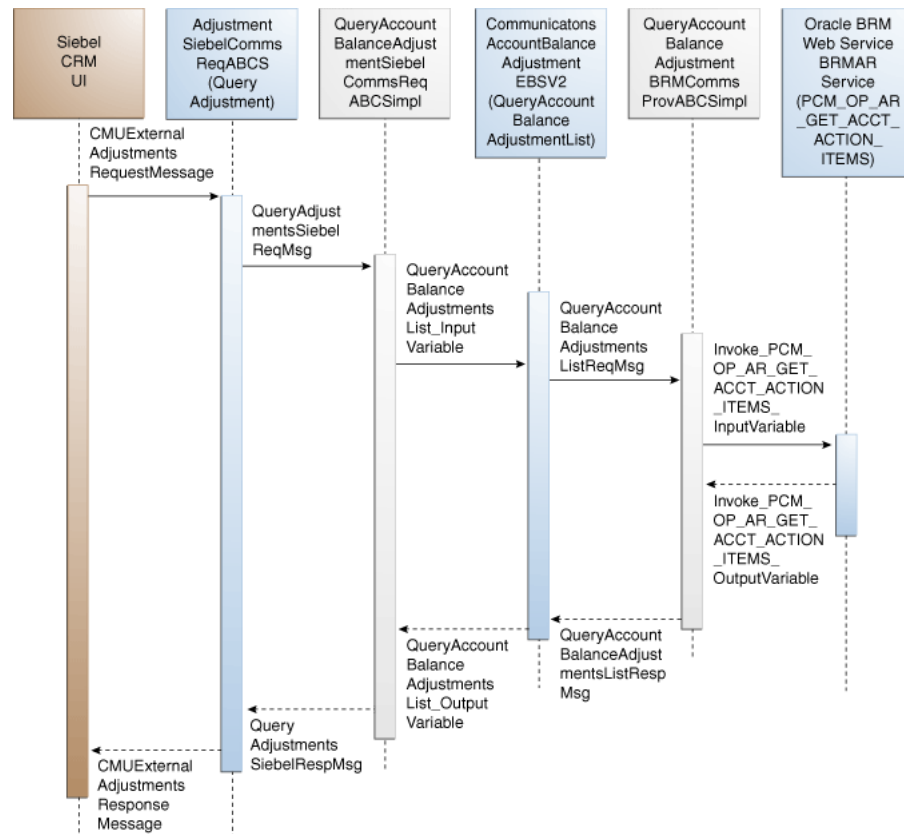 Siebel
CRM
UI
Adjustment
SiebelComms
ReqABCS
(Query
Adjustment)
QueryAccount
BalanceAdjust
mentSiebel
CommsReq
ABCSimpl
Communicatons
AccountBalance
Adjustment
EBSV2
(QueryAccount
Balance
AdjustmentList)
QueryAccount
Balance
Adjustment
BRMComms
ProvABCSimpl
Oracle BRM
Web Service
BRMAR
Service
(PCM_OP_AR
_GET_ACCT_
ACTION_
ITEMS)
CMUExternal
Adjustments
RequestMessage
QueryAdjust
mentsSiebel
ReqMsg
QueryAccount
Balance
Adjustments
List_Input
Variable
QueryAccount
Balance
Adjustments
ListReqMsg
Invoke_PCM_
OP_AR_GET_
ACCT_ACTION
_ITEMS_
InputVariable
Invoke_PCM_
OP_AR_GET_
ACCT_ACTION
_ITEMS_
OutputVariable
QueryAccount
BalanceAdjust
mentsListResp
Msg
QueryAccount
Balance
Adjustments
List_Output
Variable
Query
Adjustments
SiebelRespMsg
CMUExternal
Adjustments
Response
Message